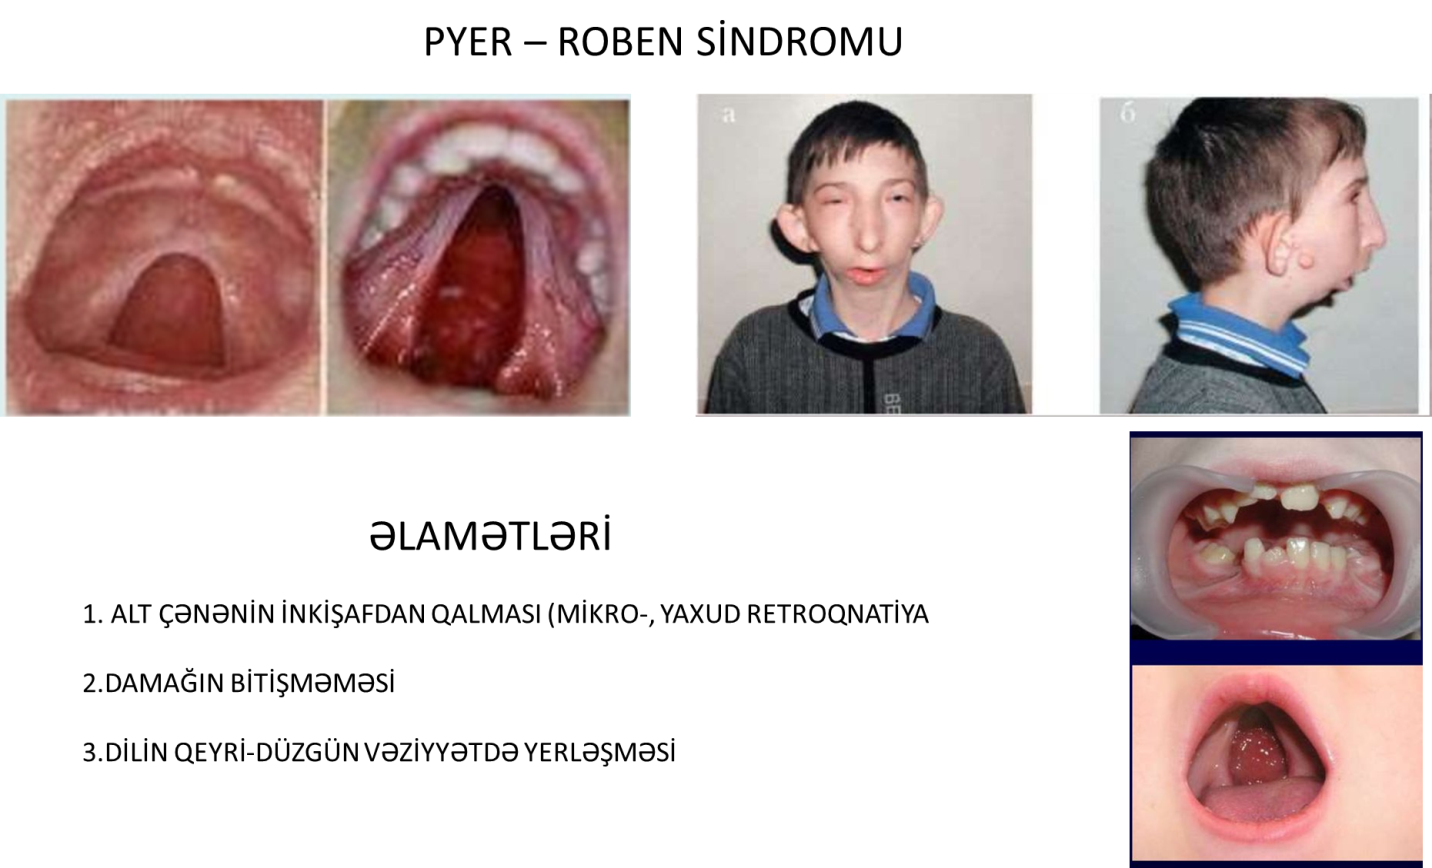 PYER – ROBEN SİNDROMU
а
б
ƏLAMƏTLƏRİ
1. ALT ÇƏNƏNİN İNKİŞAFDAN QALMASI (MİKRO-, YAXUD RETROQNATİYA
2.DAMAĞIN BİTİŞMƏMƏSİ
3.DİLİN QEYRİ-DÜZGÜN VƏZİYYƏTDƏ YERLƏŞMƏSİ